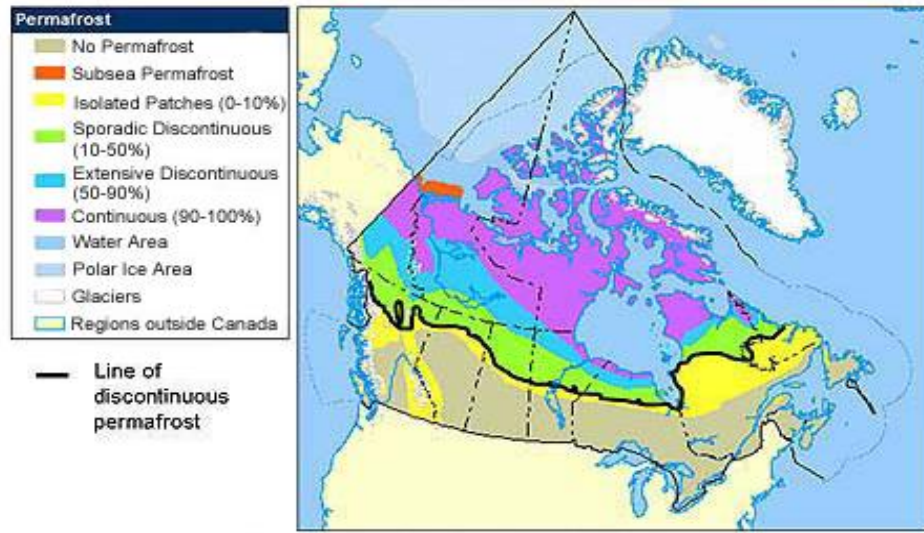 Permafrost
No Permafrost
Subsea Permafrost
Isolated Patches (0-10%)
Sporadic Discontinuous
(10-50%)
Extensive Discontinuous
(50-90%)
Continuous (90-100%)
Water Area
Polar Ice Area
Glaciers
Regions outside Canada
Line of
discontinuous
permafrost